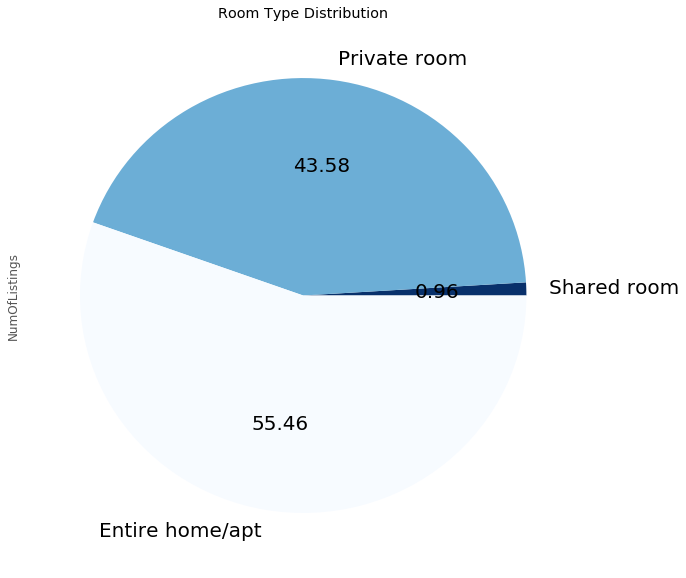 Room Type Distribution
Private room
43.58
Shared room
0.96
NumOfListings
55.46
Entire home/apt